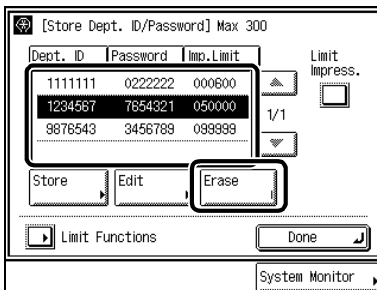 [Store Dept. ID/Password] Max 300
Dept. ID Password Imp.Limit
1111111 0222222 000600
1234567 7654321 050000
9876543 3456789 099999
1/1
Limit
Impress.
Store Edit Erase
Limit Functions Done
System Monitor